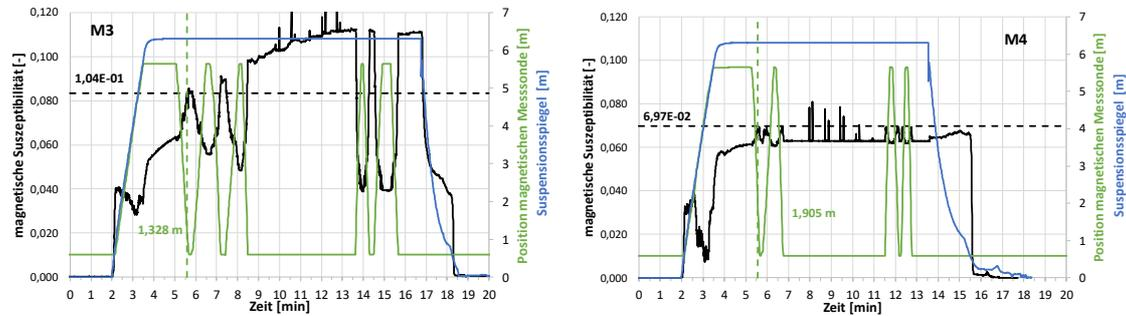 M3
magnetische Suszeptibilität [-]
0,120
0,100
0,080
0,060
0,040
0,020
0,000
1,04E-01
1,328 m
0 1 2 3 4 5 6 7 8 9 10 11 12 13 14 15 16 17 18 19 20
Zeit [min]
7
6
5
4
3
2
1
0
Position magnetischen Messsonde [m]
Suspensionsspiegel [m]
M4
magnetische Suszeptibilität [-]
0,120
0,100
0,080
0,060
0,040
0,020
0,000
6,97E-02
1,905 m
0 1 2 3 4 5 6 7 8 9 10 11 12 13 14 15 16 17 18 19 20
Zeit [min]
7
6
5
4
3
2
1
0
Position magnetischen Messsonde [m]
Suspensionsspiegel [m]